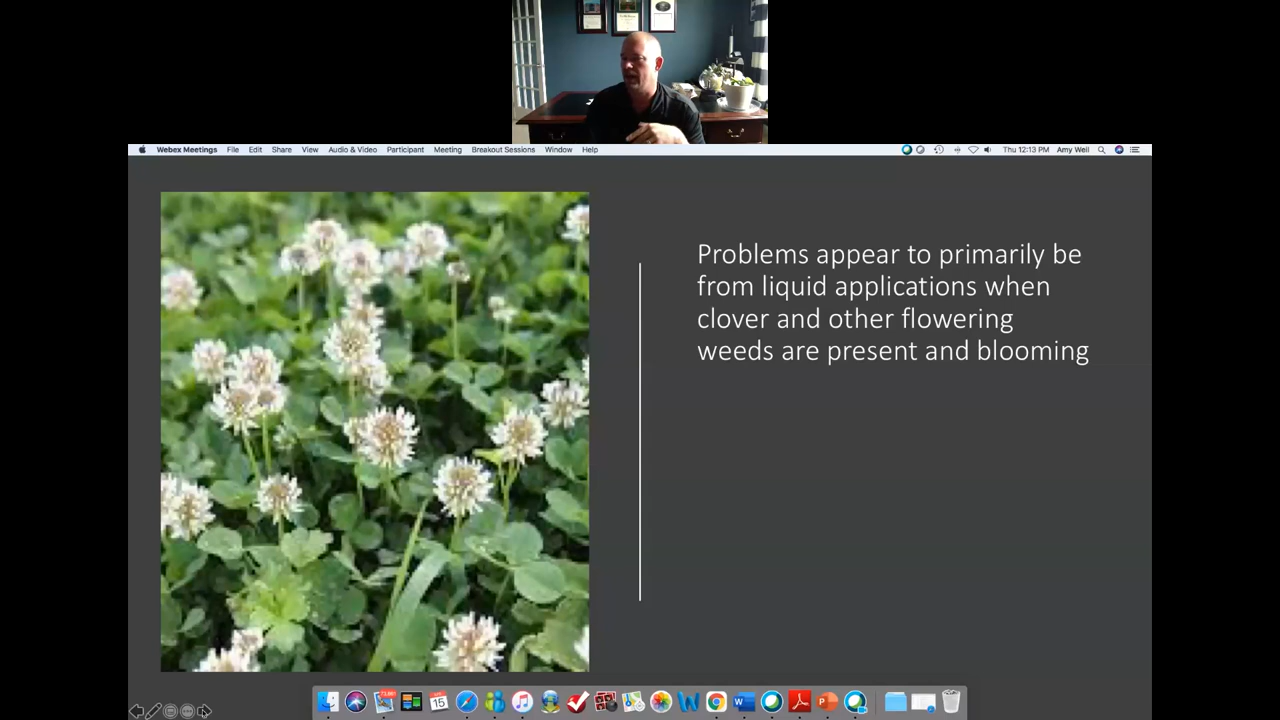 Webex Meetings File Edit Share View Audio & Video Participant Meeting Breakout Sessions Window Help Thu 12:13 PM Amy Weil
Problems appear to primarily be
from liquid applications when
clover and other flowering
weeds are present and blooming
15
W
W
P